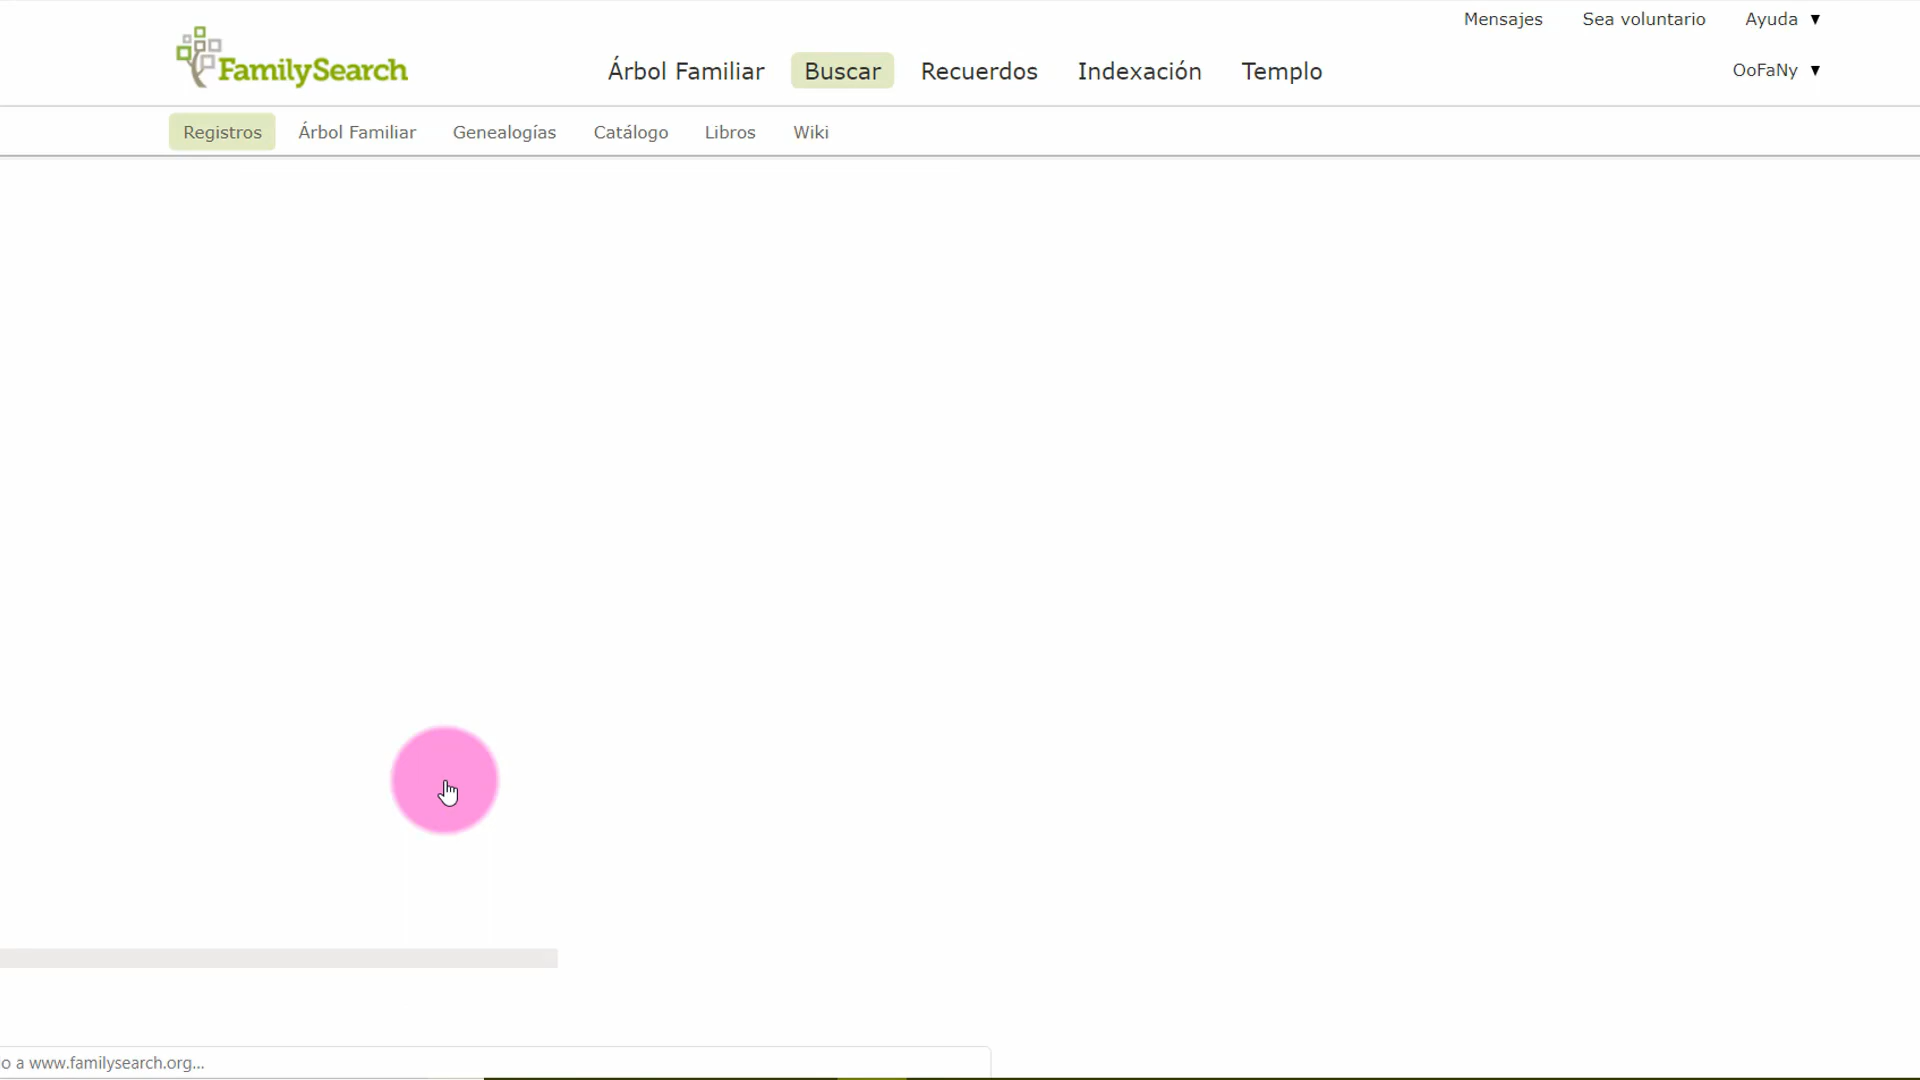 Mensajes Sea voluntario Ayuda ▼
FamilySearch Árbol Familiar Buscar Recuerdos Indexación Templo OoFaNy ▼
Registros Árbol Familiar Genealogías Catálogo Libros Wiki
o a www.familysearch.org...